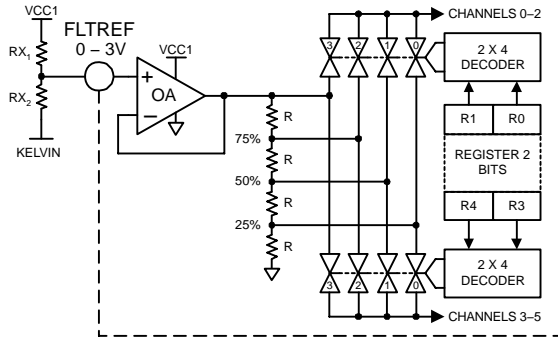 VCC1
FLTREF
0 – 3V
RX1
RX2
KELVIN
VCC1
+
–
OA
R
75%
R
50%
R
25%
R
3 2 1 0
CHANNELS 0–2
2 X 4
DECODER
R1 R0
REGISTER 2
BITS
R4 R3
2 X 4
DECODER
3 2 1 0
CHANNELS 3–5